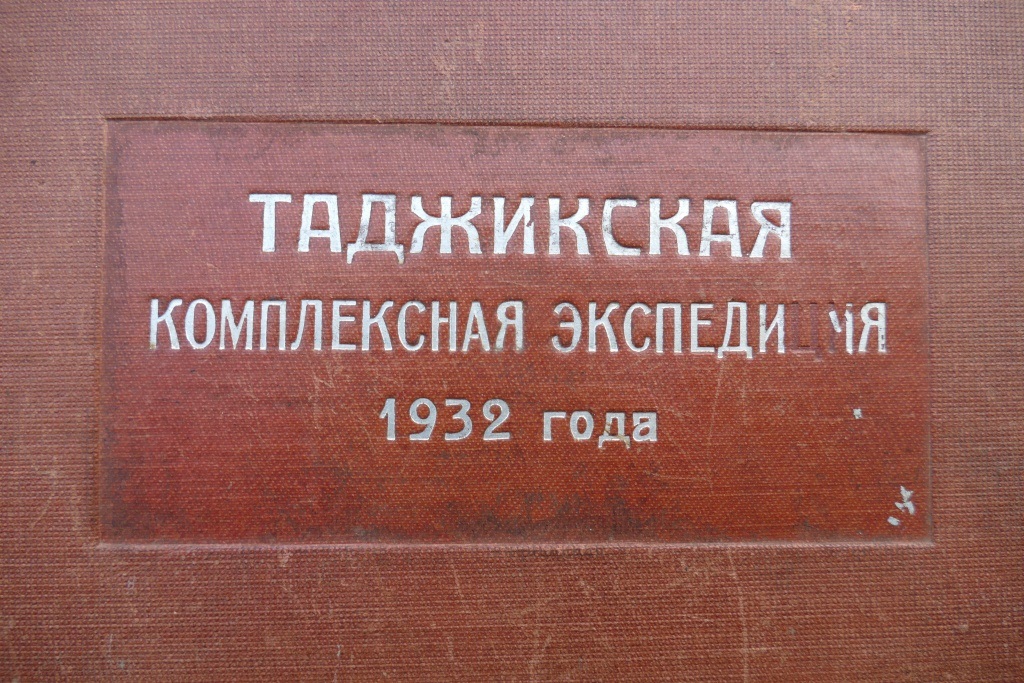 ТАДЖИКСКАЯ
КОМПЛЕКСНАЯ ЭКСПЕДИЦИЯ
1932 года